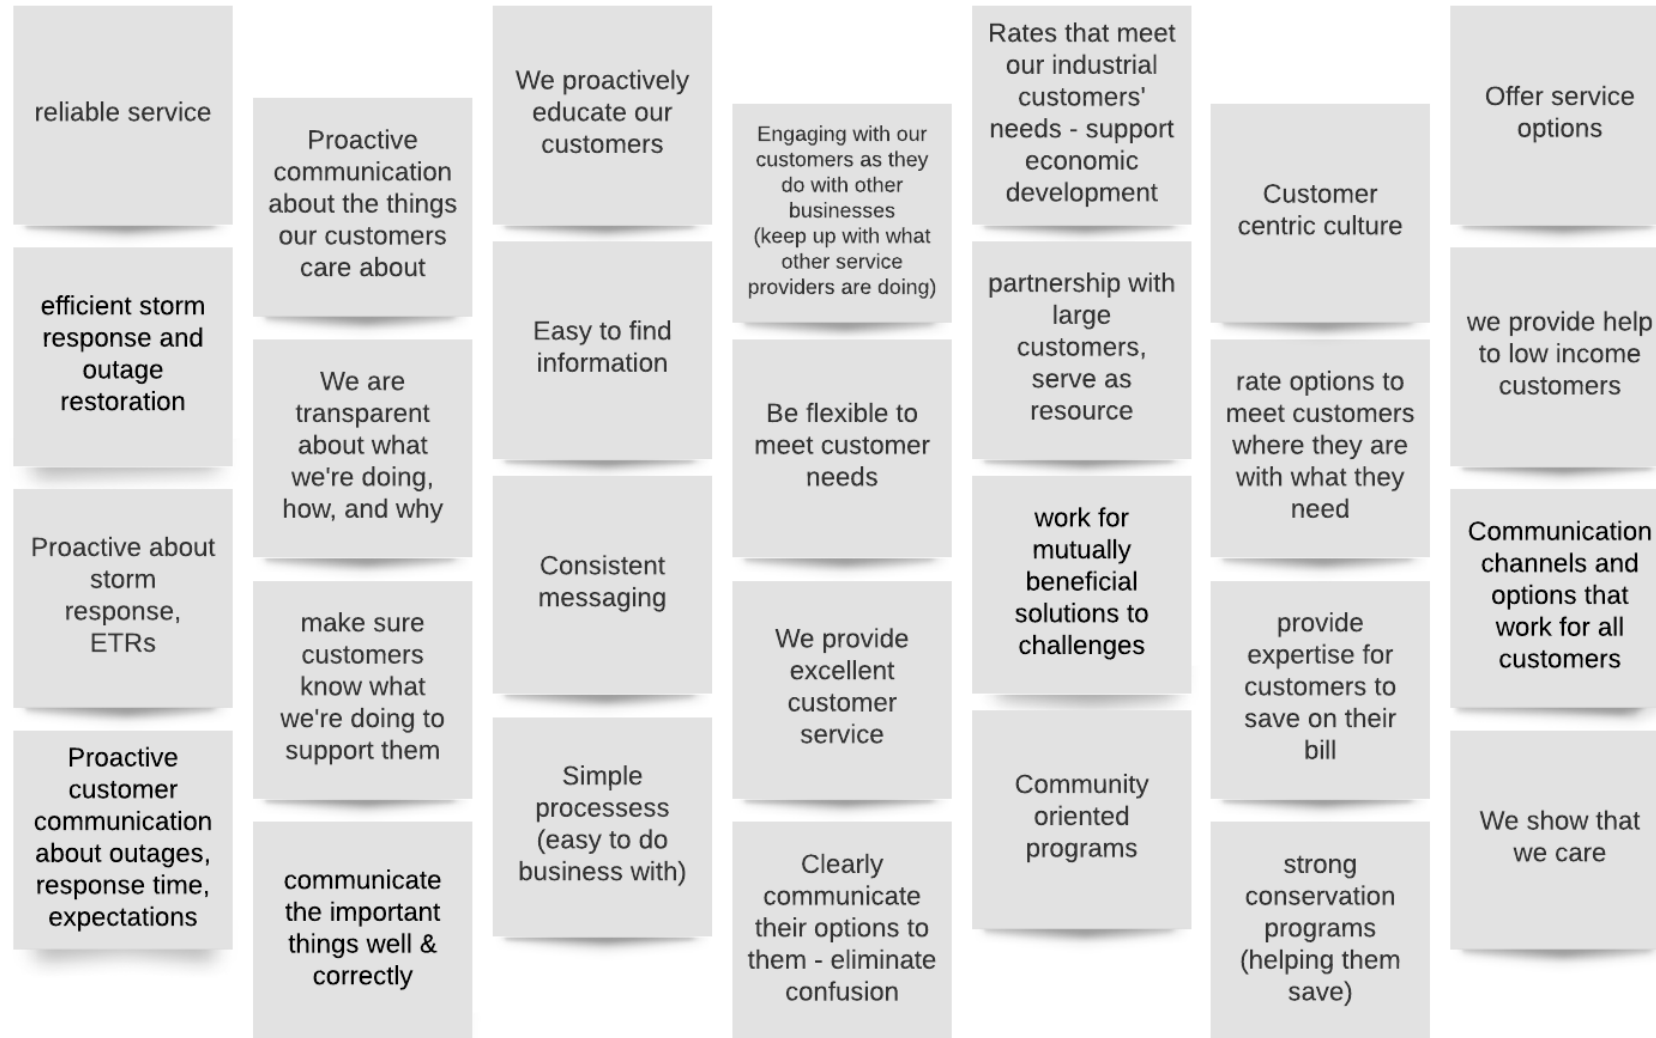 reliable service
efficient storm
response and
outage
restoration
Proactive about
storm
response,
ETRs
Proactive
customer
communication
about outages,
response time,
expectations
Proactive
communication
about the things
our customers
care about
We are
transparent
about what
we're doing,
how, and why
make sure
customers
know what
we're doing to
support them
communicate
the important
things well &
correctly
We proactively
educate our
customers
Easy to find
information
Consistent
messaging
Simple
processess
(easy to do
business with)
Engaging with our
customers as they
do with other
businesses
(keep up with what
other service
providers are doing)
Be flexible to
meet customer
needs
We provide
excellent
customer
service
Clearly
communicate
their options to
them - eliminate
confusion
Rates that meet
our industrial
customers'
needs - support
economic
development
partnership with
large
customers,
serve as
resource
work for
mutually
beneficial
solutions to
challenges
Community
oriented
programs
Customer
centric culture
rate options to
meet customers
where they are
with what they
need
provide
expertise for
customers to
save on their
bill
strong
conservation
programs
(helping them
save)
Offer service
options
we provide help
to low income
customers
Communication
channels and
options that
work for all
customers
We show that
we care